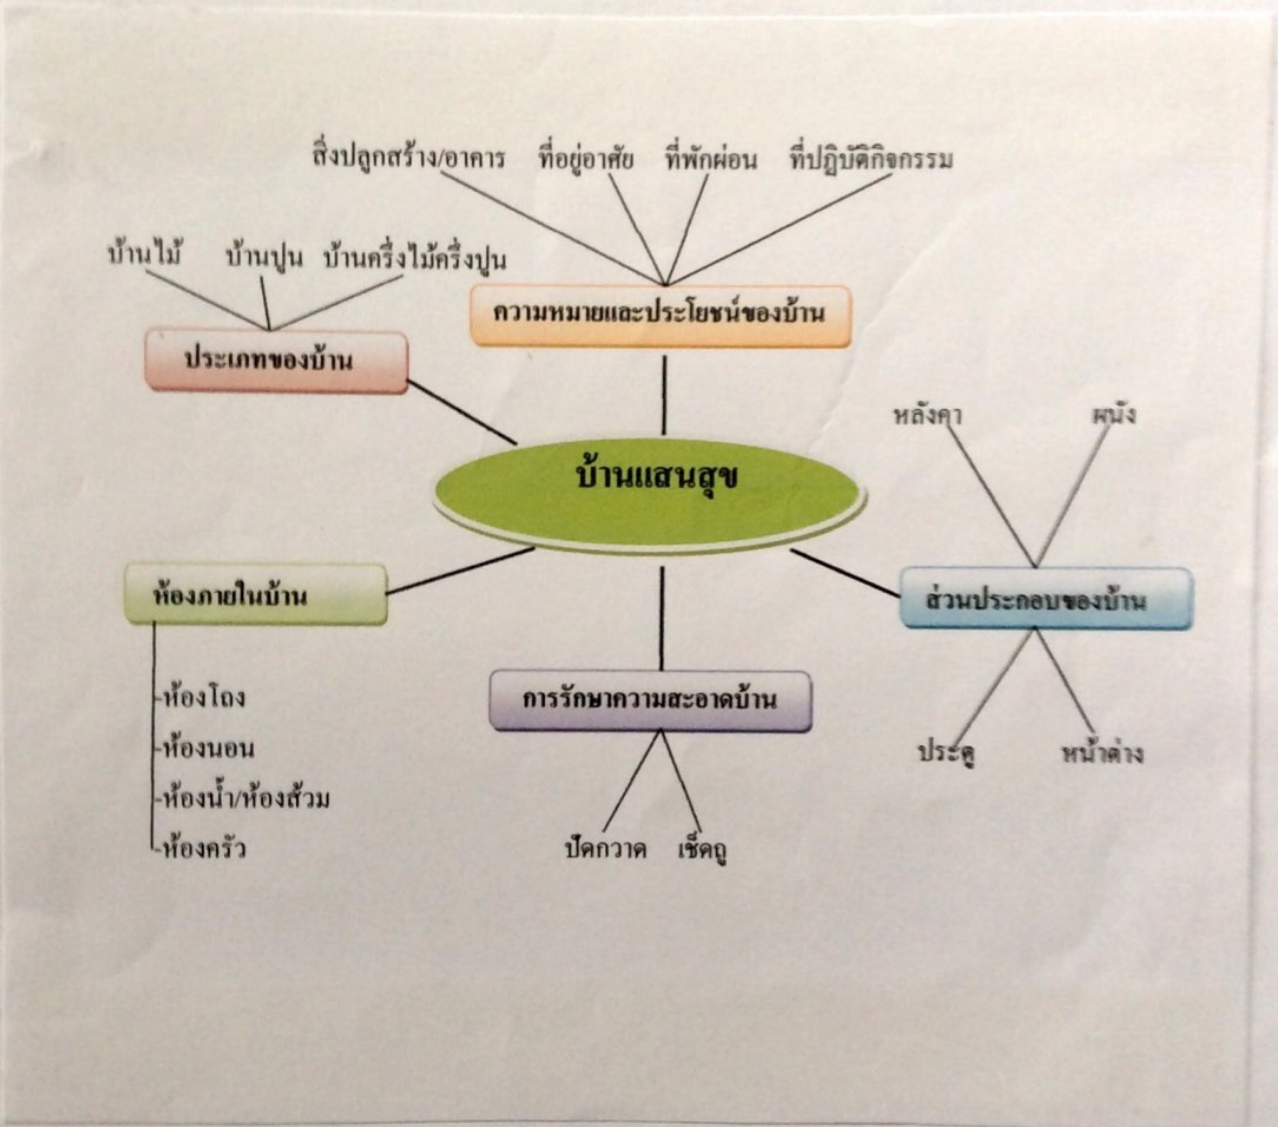 สิ่งปลูกสร้าง/อาคาร ที่อยู่อาศัย ที่พักผ่อน ที่ปฏิบัติกิจกรรม
บ้านไม้ บ้านปูน บ้านครึ่งไม้ครึ่งปูน
ความหมายและประโยชน์ของบ้าน
ประเภทของบ้าน
หลังคา ผนัง
บ้านแสนสุข
ห้องภายในบ้าน
ส่วนประกอบของบ้าน
-ห้องโถง
-ห้องนอน
-ห้องน้ำ/ห้องส้วม
-ห้องครัว
การรักษาความสะอาดบ้าน
ปัดกวาด เช็ดถู
ประตู หน้าต่าง